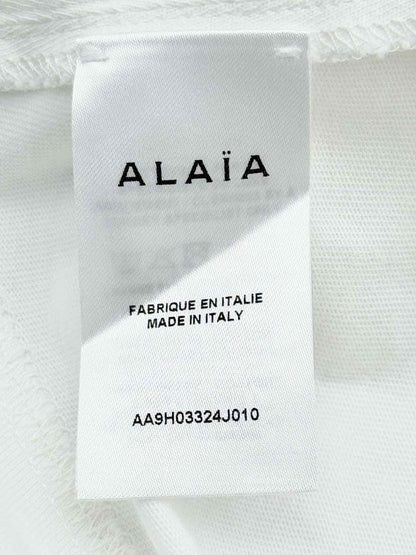 ALAÏA
FABRIQUE EN ITALIE
MADE IN ITALY
AA9H03324J010